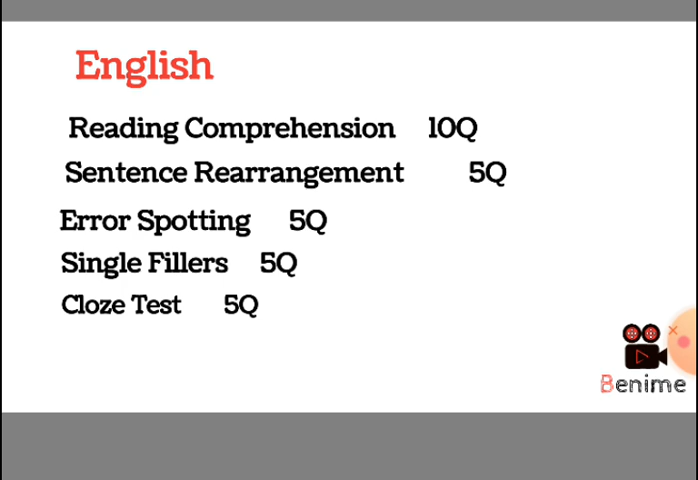 English
Reading Comprehension 10Q
Sentence Rearrangement 5Q
Error Spotting 5Q
Single Fillers 5Q
Cloze Test 5Q
Benime